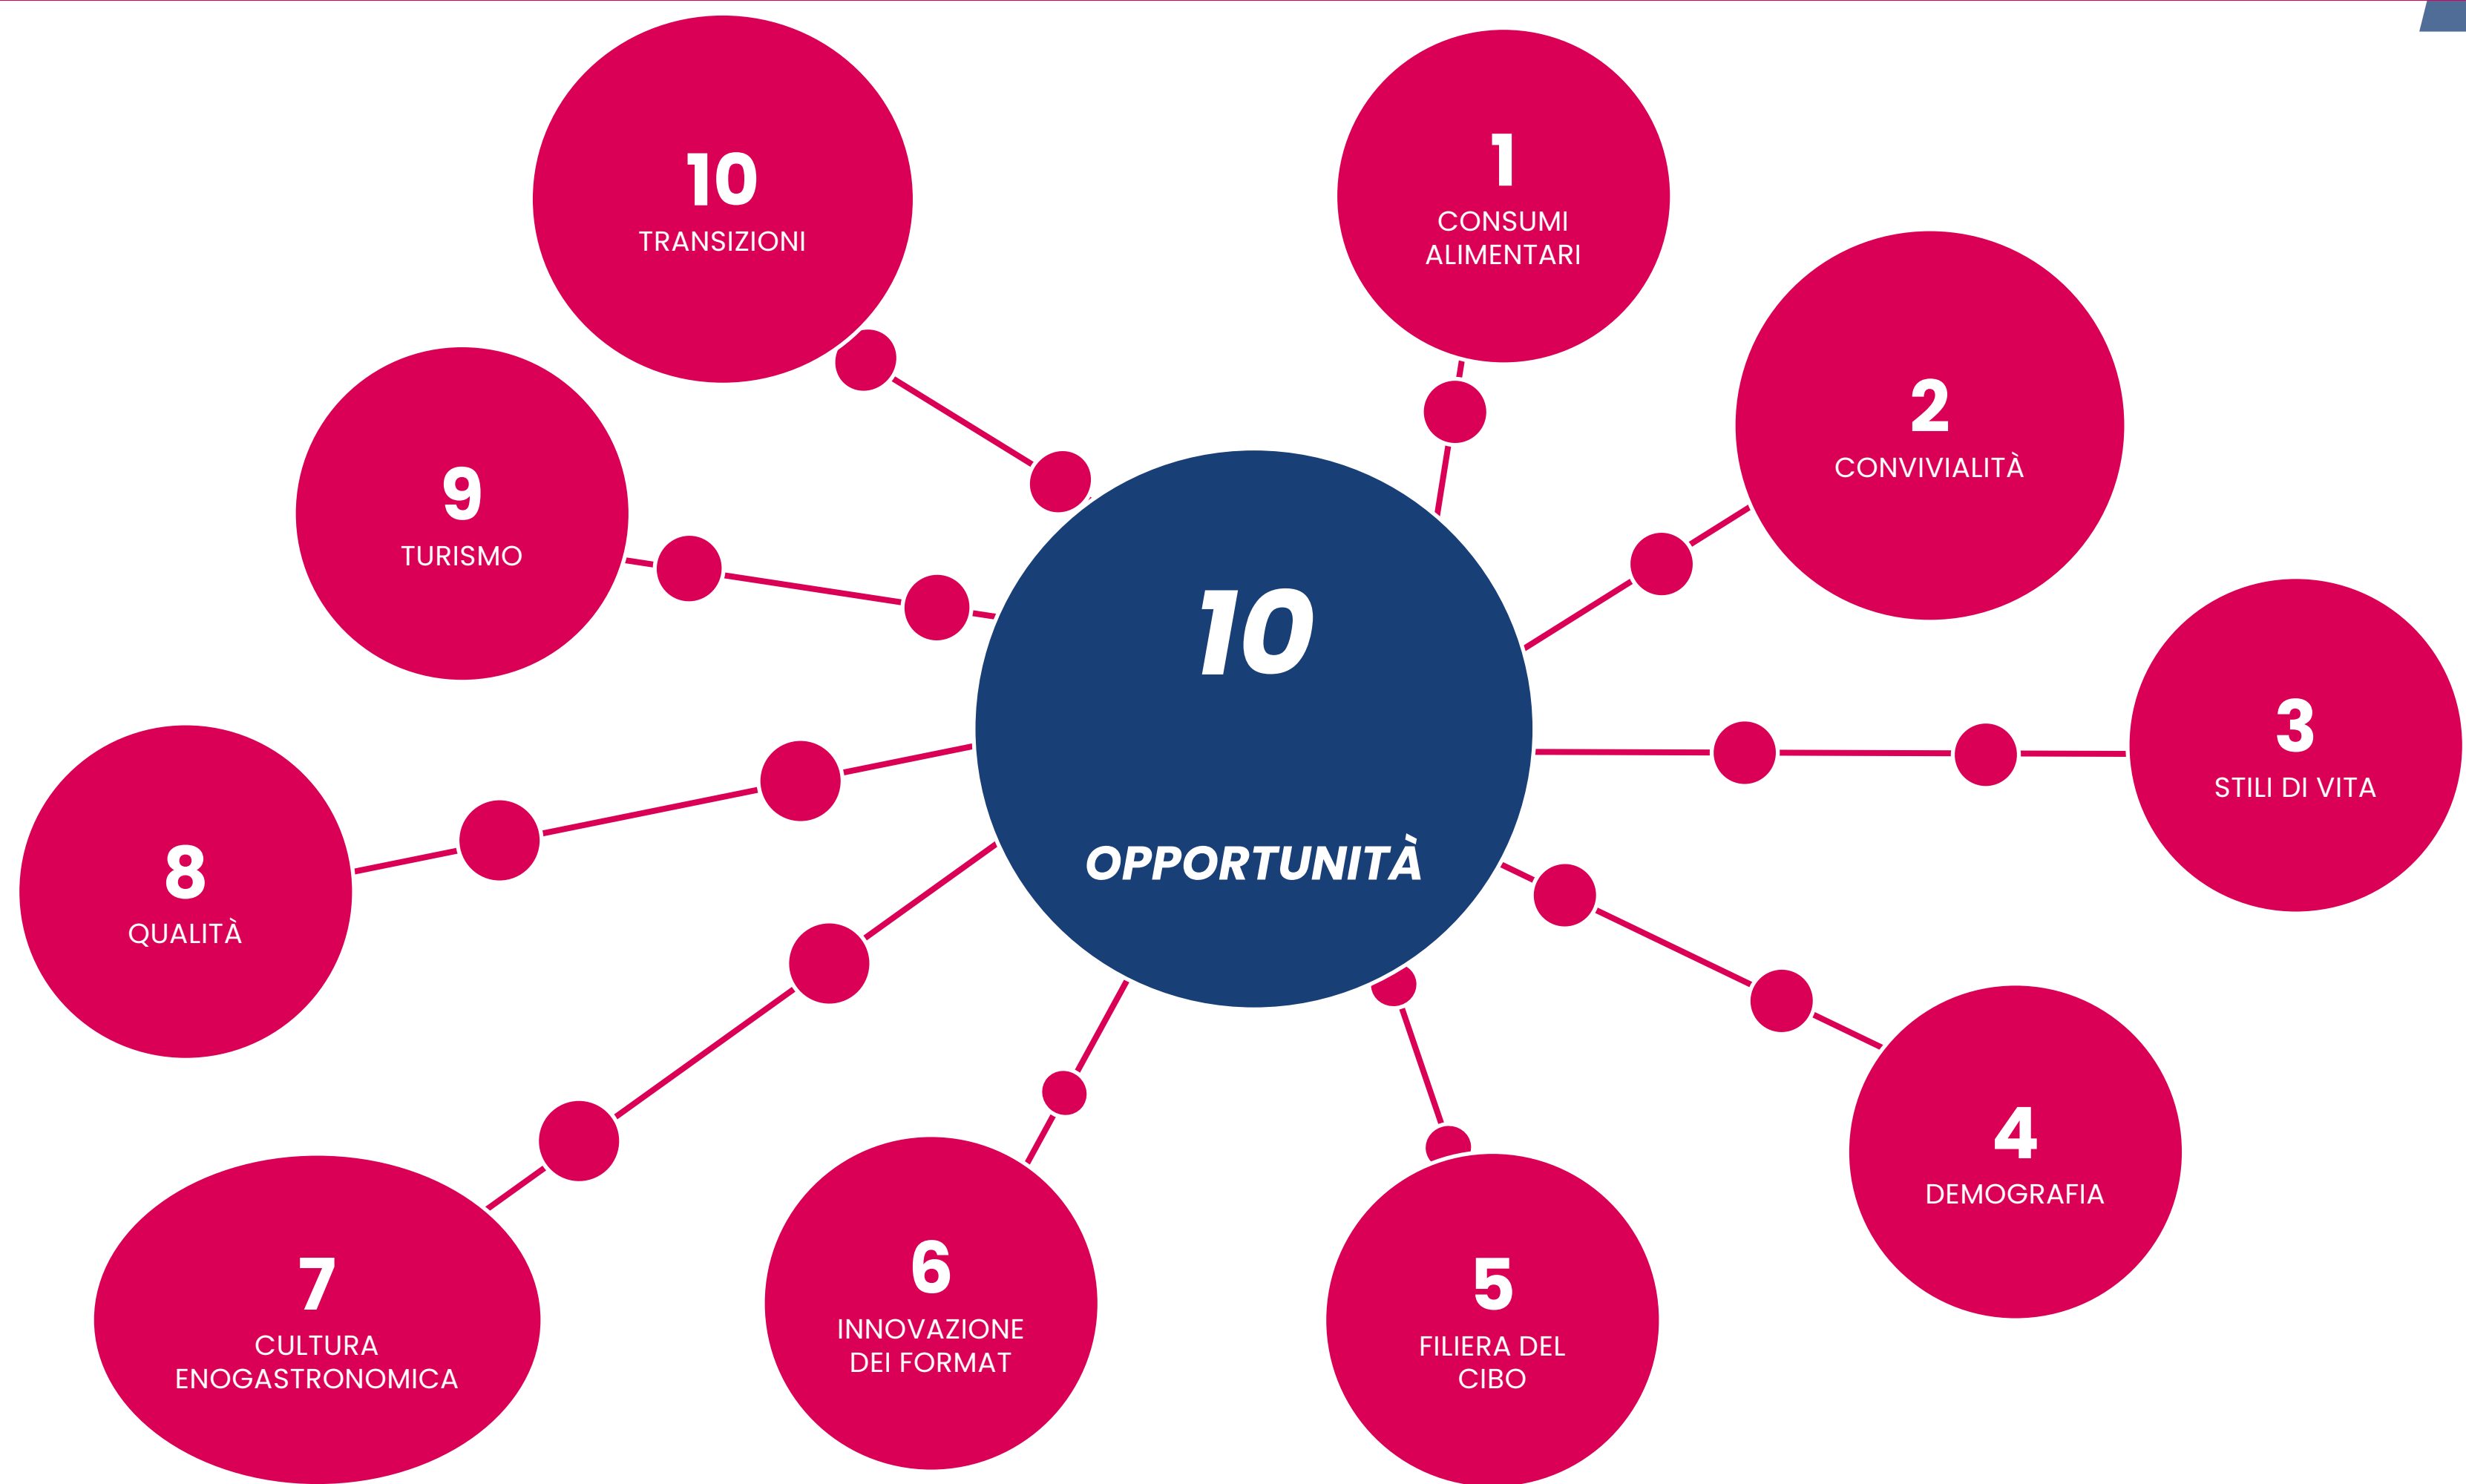 10
OPPORTUNITÀ
1
CONSUMI
ALIMENTARI
2
CONVIVIALITÀ
3
STILI DI VITA
4
DEMOGRAFIA
5
FILIERA DEL
CIBO
6
INNOVAZIONE
DEI FORMAT
7
CULTURA
ENOGASTRONOMICA
8
QUALITÀ
9
TURISMO
10
TRANSIZIONI